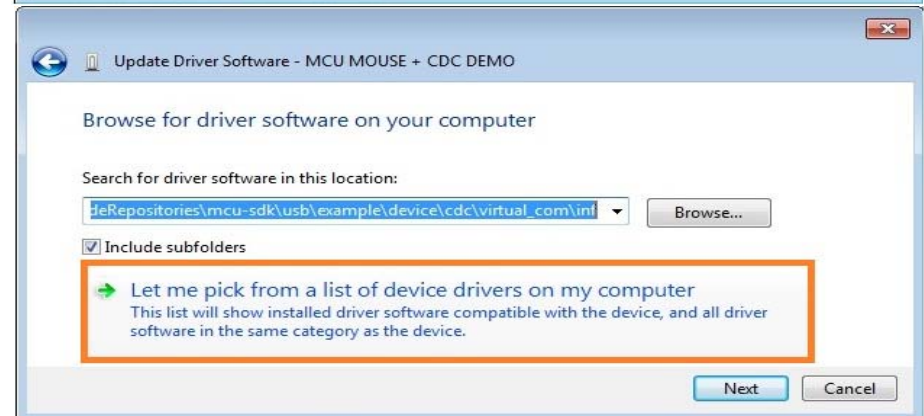 Update Driver Software - MCU MOUSE + CDC DEMO
Browse for driver software on your computer
Search for driver software in this location:
deRepositories\mcu-sdk\usb\example\device\cdc\virtual_com\inf
Browse...
Include subfolders
Let me pick from a list of device drivers on my computer
This list will show installed driver software compatible with the device, and all driver
software in the same category as the device.
Next
Cancel